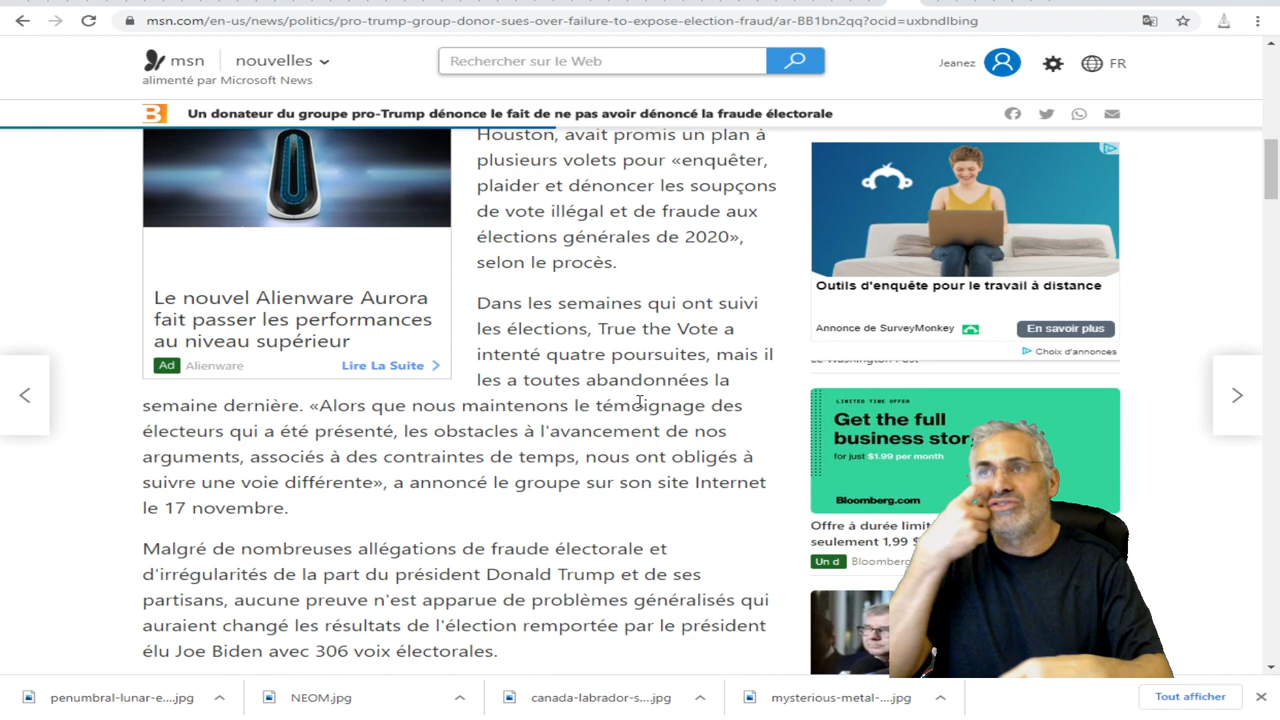 msn.com/en-us/news/politics/pro-trump-group-donor-sues-over-failure-to-expose-election-fraud/ar-BB1bn2qq?ocid=uxbndlbing
msn
nouvelles
Rechercher sur le Web
Jeanez
FR
alimenté par Microsoft News
B
Un donateur du groupe pro-Trump dénonce le fait de ne pas avoir dénoncé la fraude électorale
Houston, avait promis un plan à
plusieurs volets pour «enquêter,
plaider et dénoncer les soupçons
de vote illégal et de fraude aux
élections générales de 2020»,
selon le procès.
Le nouvel Alienware Aurora
fait passer les performances
au niveau supérieur
Ad Alienware
Lire La Suite
Dans les semaines qui ont suivi
les élections, True the Vote a
intenté quatre poursuites, mais il
les a toutes abandonnées la
semaine dernière. «Alors que nous maintenons le témoignage des
électeurs qui a été présenté, les obstacles à l'avancement de nos
arguments, associés à des contraintes de temps, nous ont obligés à
suivre une voie différente», a annoncé le groupe sur son site Internet
le 17 novembre.
Malgré de nombreuses allégations de fraude électorale et
d'irrégularités de la part du président Donald Trump et de ses
partisans, aucune preuve n'est apparue de problèmes généralisés qui
auraient changé les résultats de l'élection remportée par le président
élu Joe Biden avec 306 voix électorales.
Outils d'enquête pour le travail à distance
Annonce de SurveyMonkey
En savoir plus
Choix d'annonces
Le Washington Post
LIMITED TIME OFFER
Get the full
business stor
for just $1.99 per month
Bloomberg.com
Offre à durée limit
seulement 1,99 $
Un d Bloomberg
penumbral-lunar-e....jpg
NEOM.jpg
canada-labrador-s....jpg
mysterious-metal-....jpg
Tout afficher